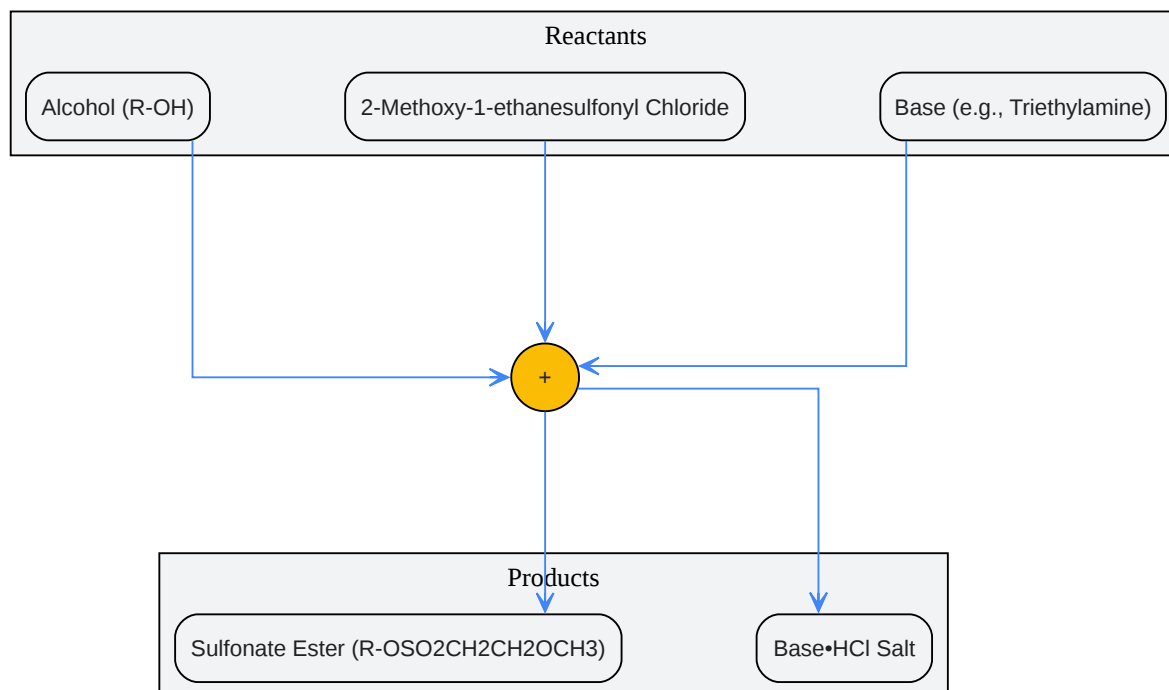 Reactants
Alcohol (R-OH)
2-Methoxy-1-ethanesulfonyl Chloride
Base (e.g., Triethylamine)
+
Products
Sulfonate Ester (R-OSO2CH2CH2OCH3)
Base•HCl Salt